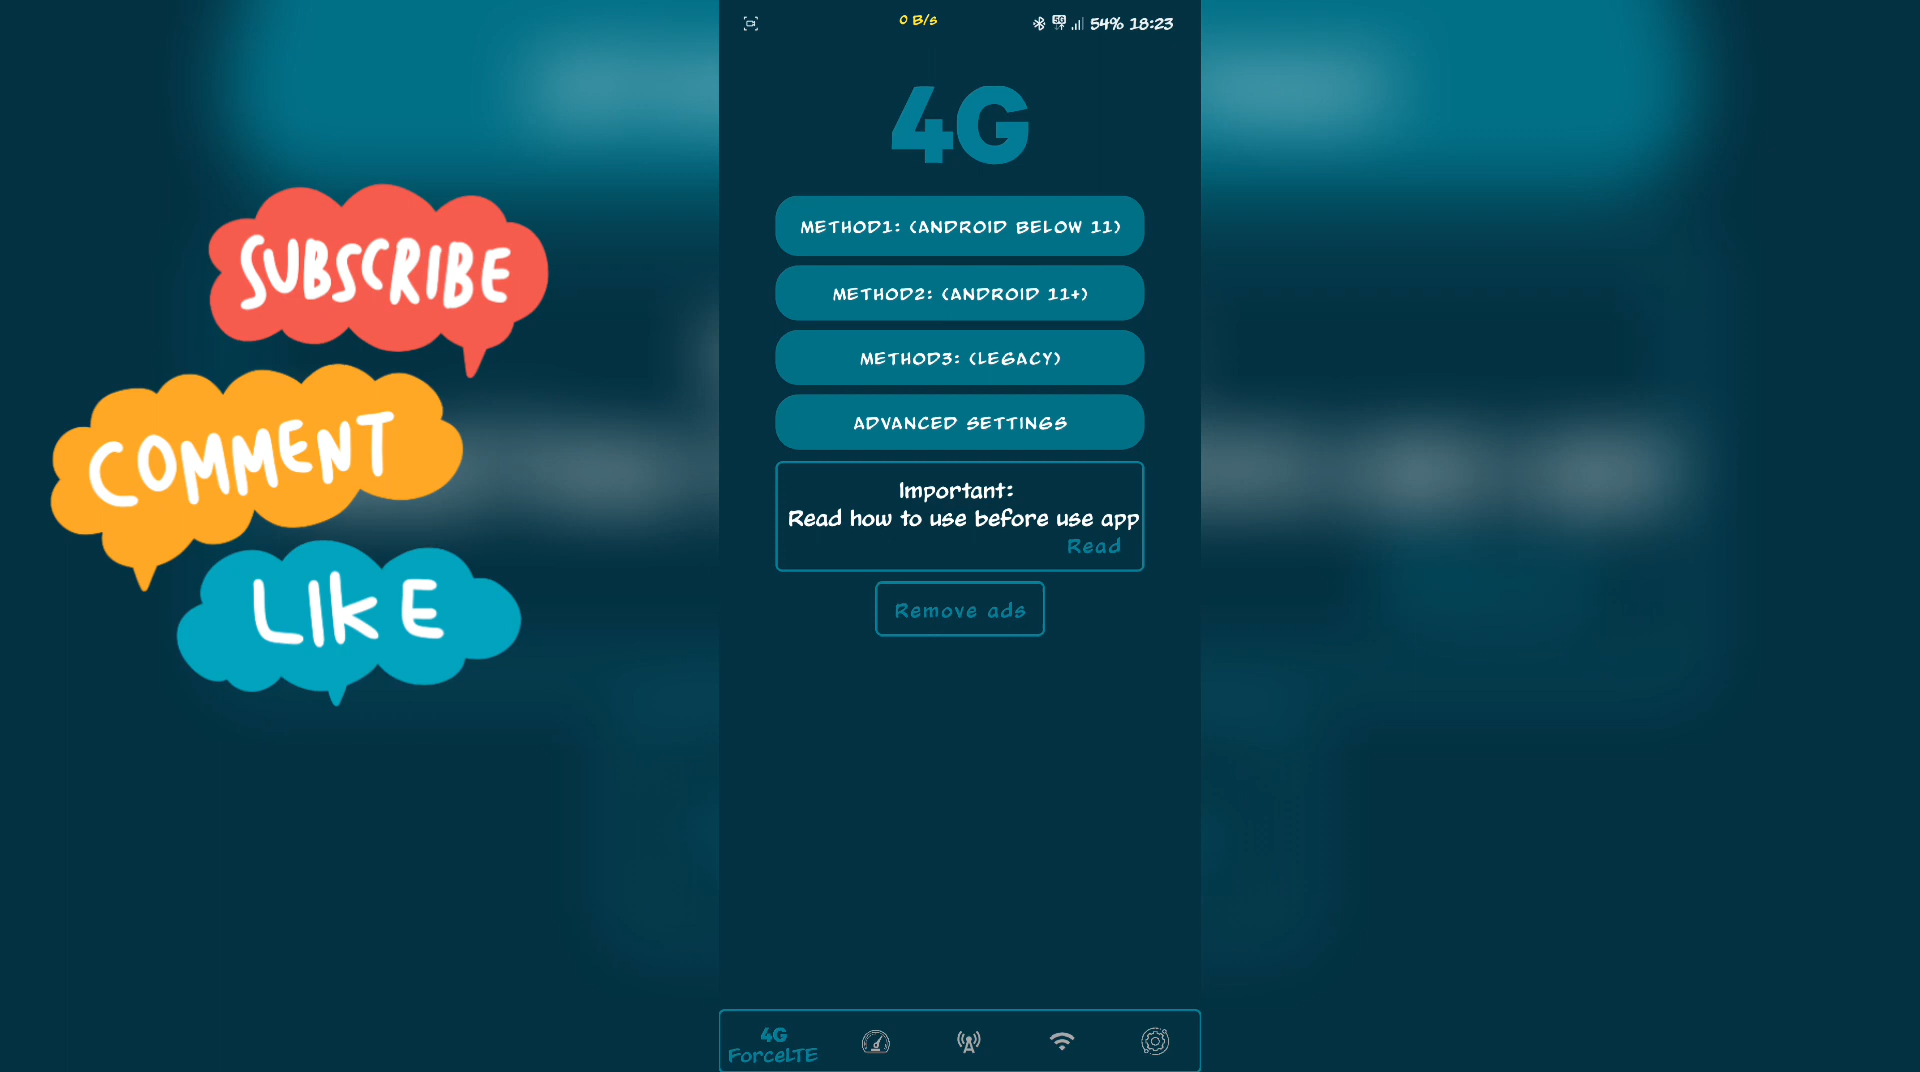 0 B/s
5G 54% 18:23
4G
METHOD1: (ANDROID BELOW 11)
METHOD2: (ANDROID 11+)
METHOD3: (LEGACY)
ADVANCED SETTINGS
Important:
Read how to use before use app
Read
Remove ads
4G
ForceLTE
SUBSCRIBE
COMMENT
LIKE